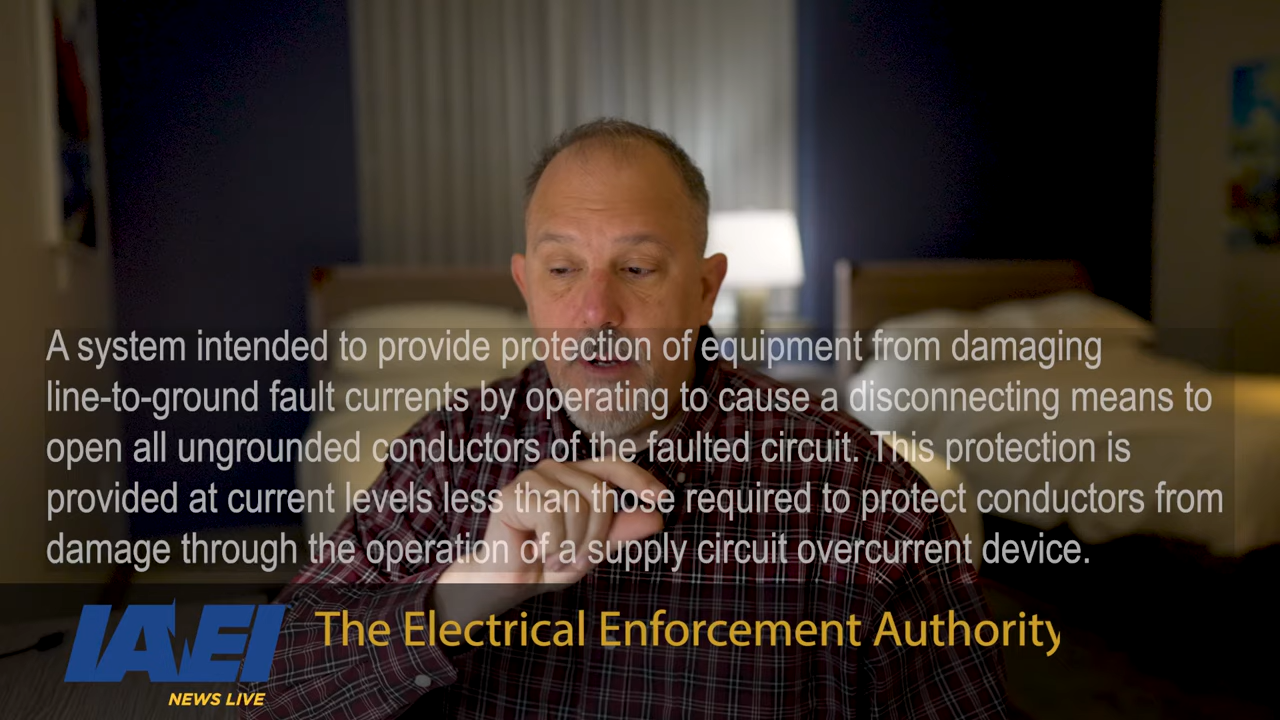 A system intended to provide protection of equipment from damaging
line-to-ground fault currents by operating to cause a disconnecting means to
open all ungrounded conductors of the faulted circuit. This protection is
provided at current levels less than those required to protect conductors from
damage through the operation of a supply circuit overcurrent device.
IAEI
NEWS LIVE
The Electrical Enforcement Authority